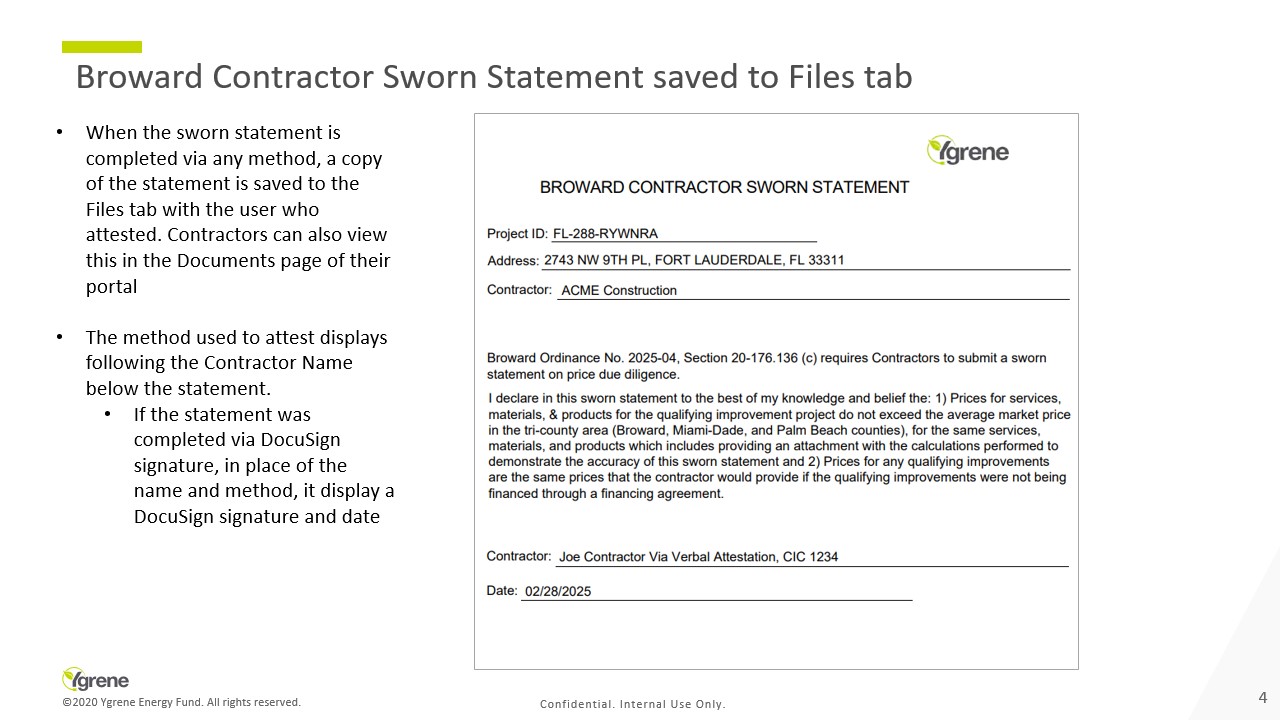 Broward Contractor Sworn Statement saved to Files tab
• When the sworn statement is
completed via any method, a copy
of the statement is saved to the
Files tab with the user who
attested. Contractors can also view
this in the Documents page of their
portal
• The method used to attest displays
following the Contractor Name
below the statement.
• If the statement was
completed via DocuSign
signature, in place of the
name and method, it display a
DocuSign signature and date
Ygrene
BROWARD CONTRACTOR SWORN STATEMENT
Project ID: FL-288-RYWNRA
Address: 2743 NW 9TH PL, FORT LAUDERDALE, FL 33311
Contractor: ACME Construction
Broward Ordinance No. 2025-04, Section 20-176.136 (c) requires Contractors to submit a sworn
statement on price due diligence.
I declare in this sworn statement to the best of my knowledge and belief the: 1) Prices for services,
materials, & products for the qualifying improvement project do not exceed the average market price
in the tri-county area (Broward, Miami-Dade, and Palm Beach counties), for the same services,
materials, and products which includes providing an attachment with the calculations performed to
demonstrate the accuracy of this sworn statement and 2) Prices for any qualifying improvements
are the same prices that the contractor would provide if the qualifying improvements were not being
financed through a financing agreement.
Contractor: Joe Contractor Via Verbal Attestation, CIC 1234
Date: 02/28/2025
Ygrene
©2020 Ygrene Energy Fund. All rights reserved.
Confidential. Internal Use Only.
4